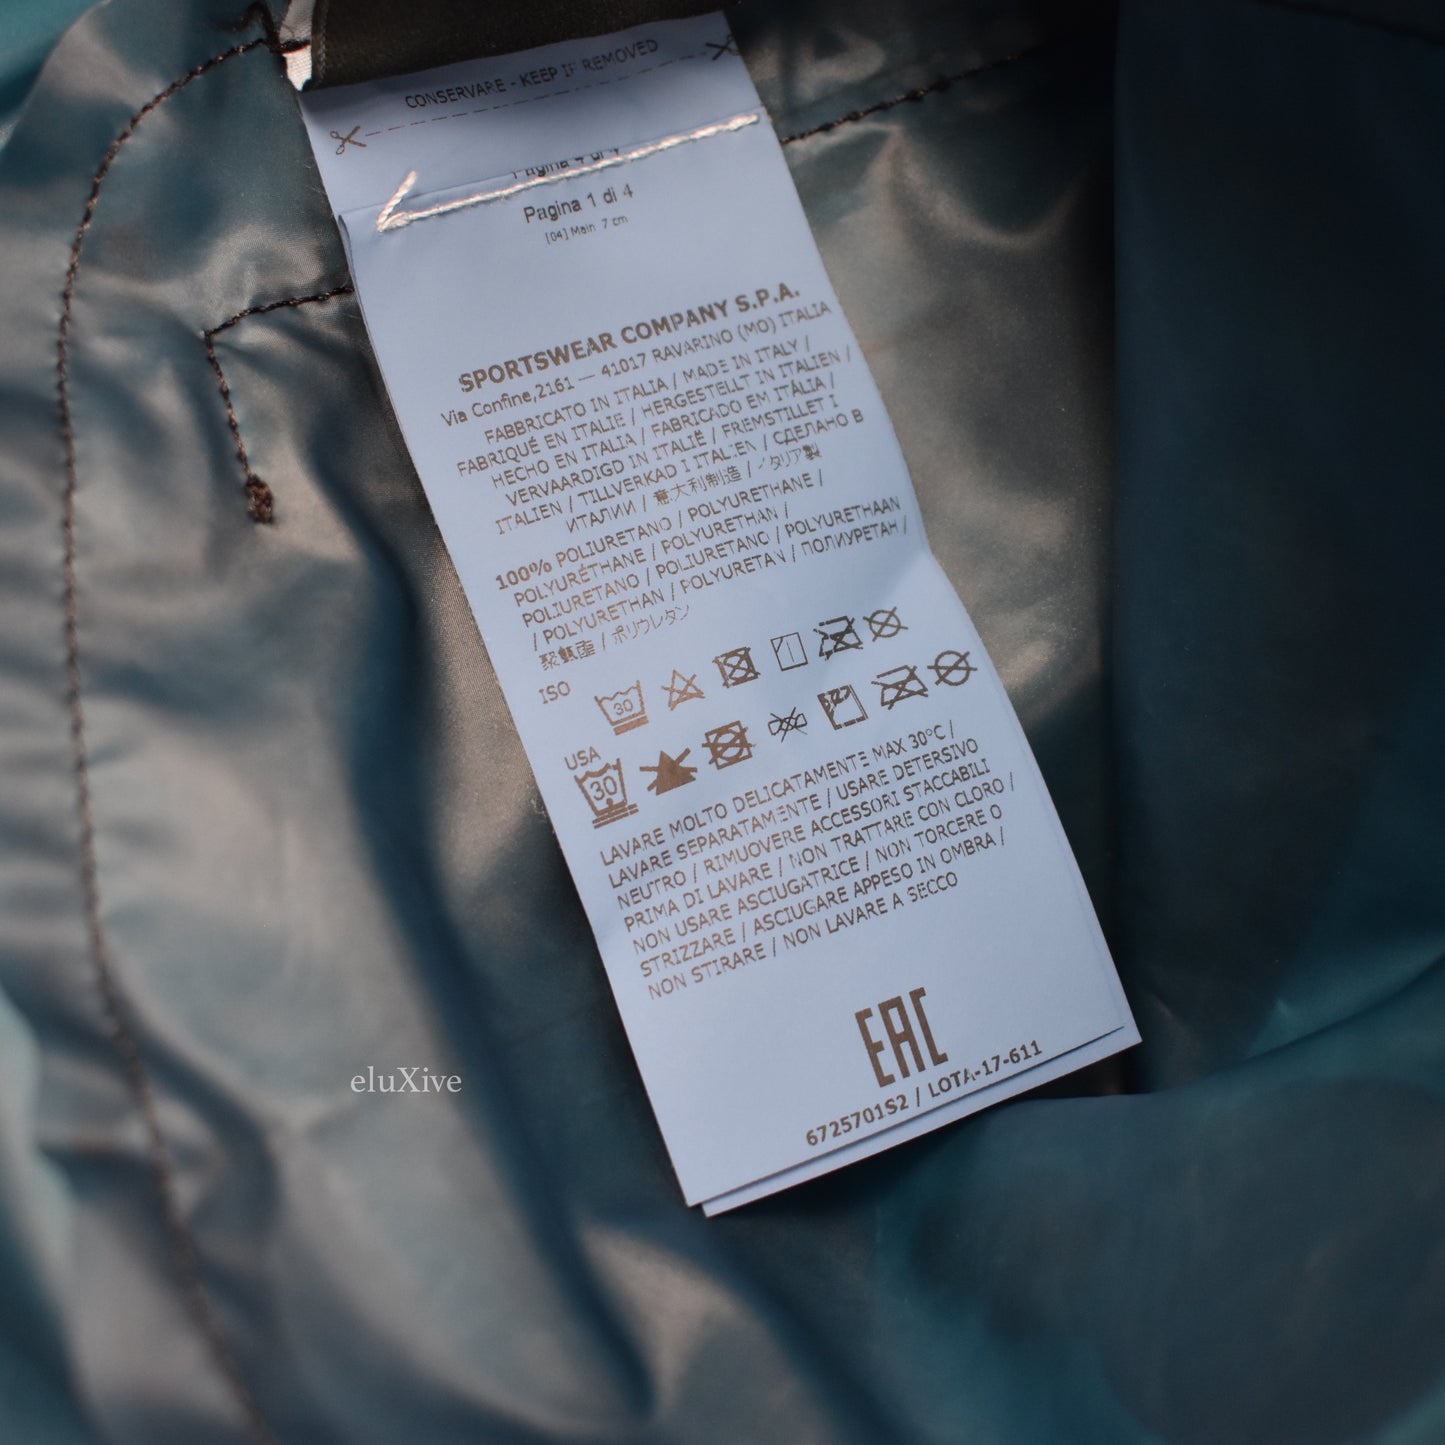 CONSERVARE - KEEP IF REMOVED
Pagina 4 di 4
Pagina 1 di 4
[04] Main 7 cm
SPORTSWEAR COMPANY S.P.A.
Via Confine,2161 — 41017 RAVARINO (MO) ITALIA
FABBRICATO IN ITALIA / MADE IN ITALY /
FABRIQUÉ EN ITALIE / HERGESTELLT IN ITALIEN /
HECHO EN ITALIA / FABRICADO EM ITÁLIA /
VERVAARDIGD IN ITALIË / FREMSTILLET I
ITALIEN / TILLVERKAD I ITALIEN / СДЕЛАНО В
ИТАЛИИ / 意大利制造 / イタリア製
100% POLIURETANO / POLYURETHANE /
POLYURÉTHANE / POLYURETHAN /
POLIURETANO / POLIURETANO / POLYURETHAAN
/ POLYURETHAN / POLYURETAN / ПОЛИУРЕТАН /
聚氨酯 / ポリウレタン
ISO
30
USA
30
LAVARE MOLTO DELICATAMENTE MAX 30°C /
LAVARE SEPARATAMENTE / USARE DETERSIVO
NEUTRO / RIMUOVERE ACCESSORI STACCABILI
PRIMA DI LAVARE / NON TRATTARE CON CLORO /
NON USARE ASCIUGATRICE / NON TORCERE O
STRIZZARE / ASCIUGARE APPESO IN OMBRA /
NON STIRARE / NON LAVARE A SECCO
EAC
6725701S2 / LOTA-17-611
eluXive